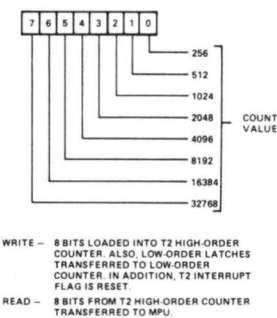 7 6 5 4 3 2 1 0
256
512
1024
2048
4096
8192
16384
32768
COUNT
VALUE
WRITE – 8 BITS LOADED INTO T2 HIGH-ORDER
COUNTER. ALSO, LOW-ORDER LATCHES
TRANSFERRED TO LOW-ORDER
COUNTER. IN ADDITION, T2 INTERRUPT
FLAG IS RESET.
READ – 8 BITS FROM T2 HIGH-ORDER COUNTER
TRANSFERRED TO MPU.